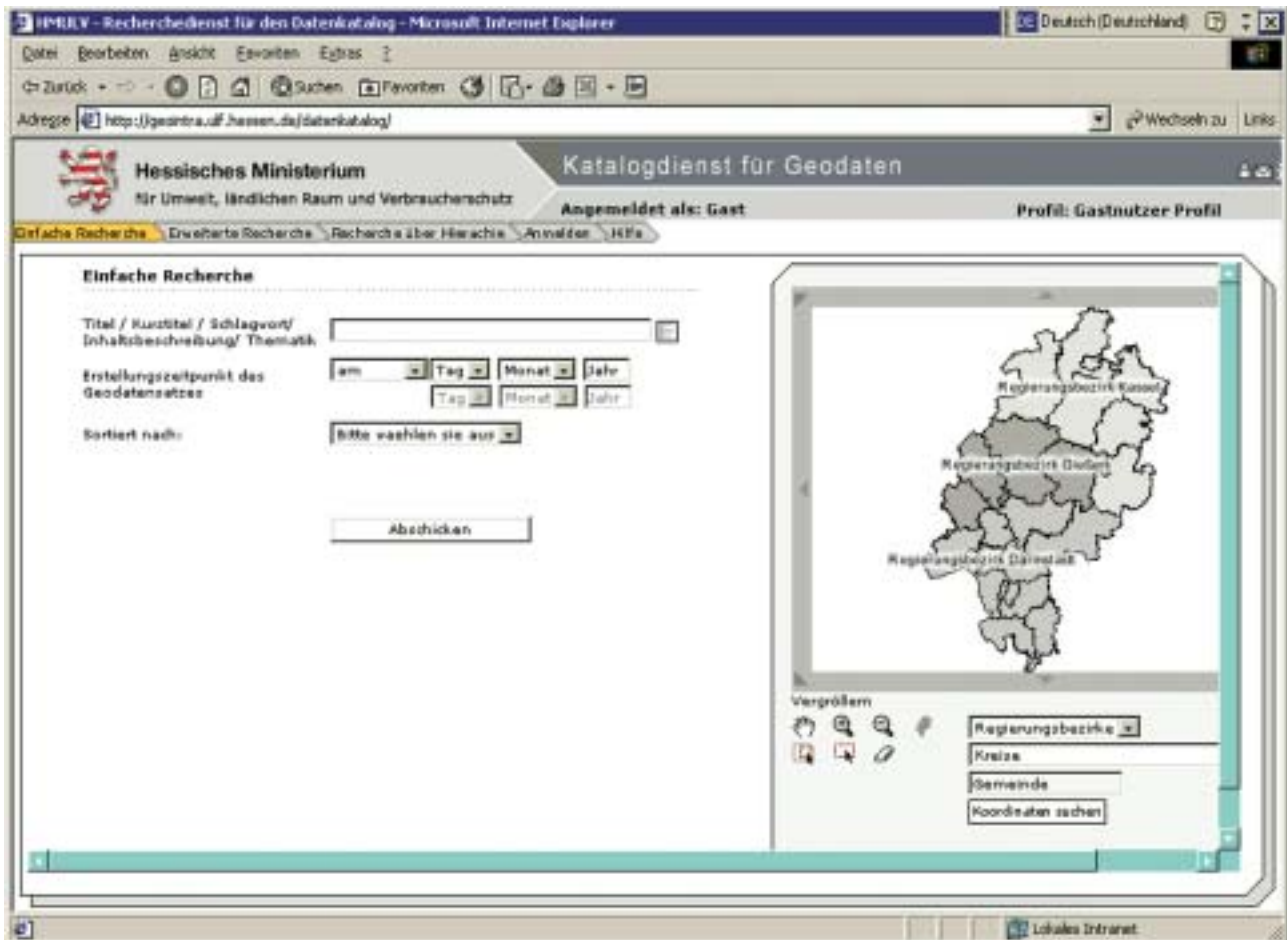 HMULV - Recherchedienst für den Datenkatalog - Microsoft Internet Explorer
Deutsch (Deutschland)
Datei Bearbeiten Ansicht Favoriten Extras ?
Zurück Suchen Favoriten
Adresse http://geointra.ulf.hessen.de/datenkatalog/ Wechseln zu Links
Hessisches Ministerium
für Umwelt, ländlichen Raum und Verbraucherschutz
Katalogdienst für Geodaten
Angemeldet als: Gast Profil: Gastnutzer Profil
Einfache Recherche Erweiterte Recherche Recherche über Hierachie Anmelden Hilfe
Einfache Recherche
Titel / Kurztitel / Schlagwort/
Inhaltsbeschreibung/ Thematik
Erstellungszeitpunkt des
Geodatensatzes
am Tag Monat Jahr
Tag Monat Jahr
Sortiert nach: Bitte waehlen sie aus
Abschicken
Regierungsbezirk Kassel
Regierungsbezirk Gießen
Regierungsbezirk Darmstadt
Vergrößern
Regierungsbezirke
Kreise
Gemeinde
Koordinaten suchen
Lokales Intranet